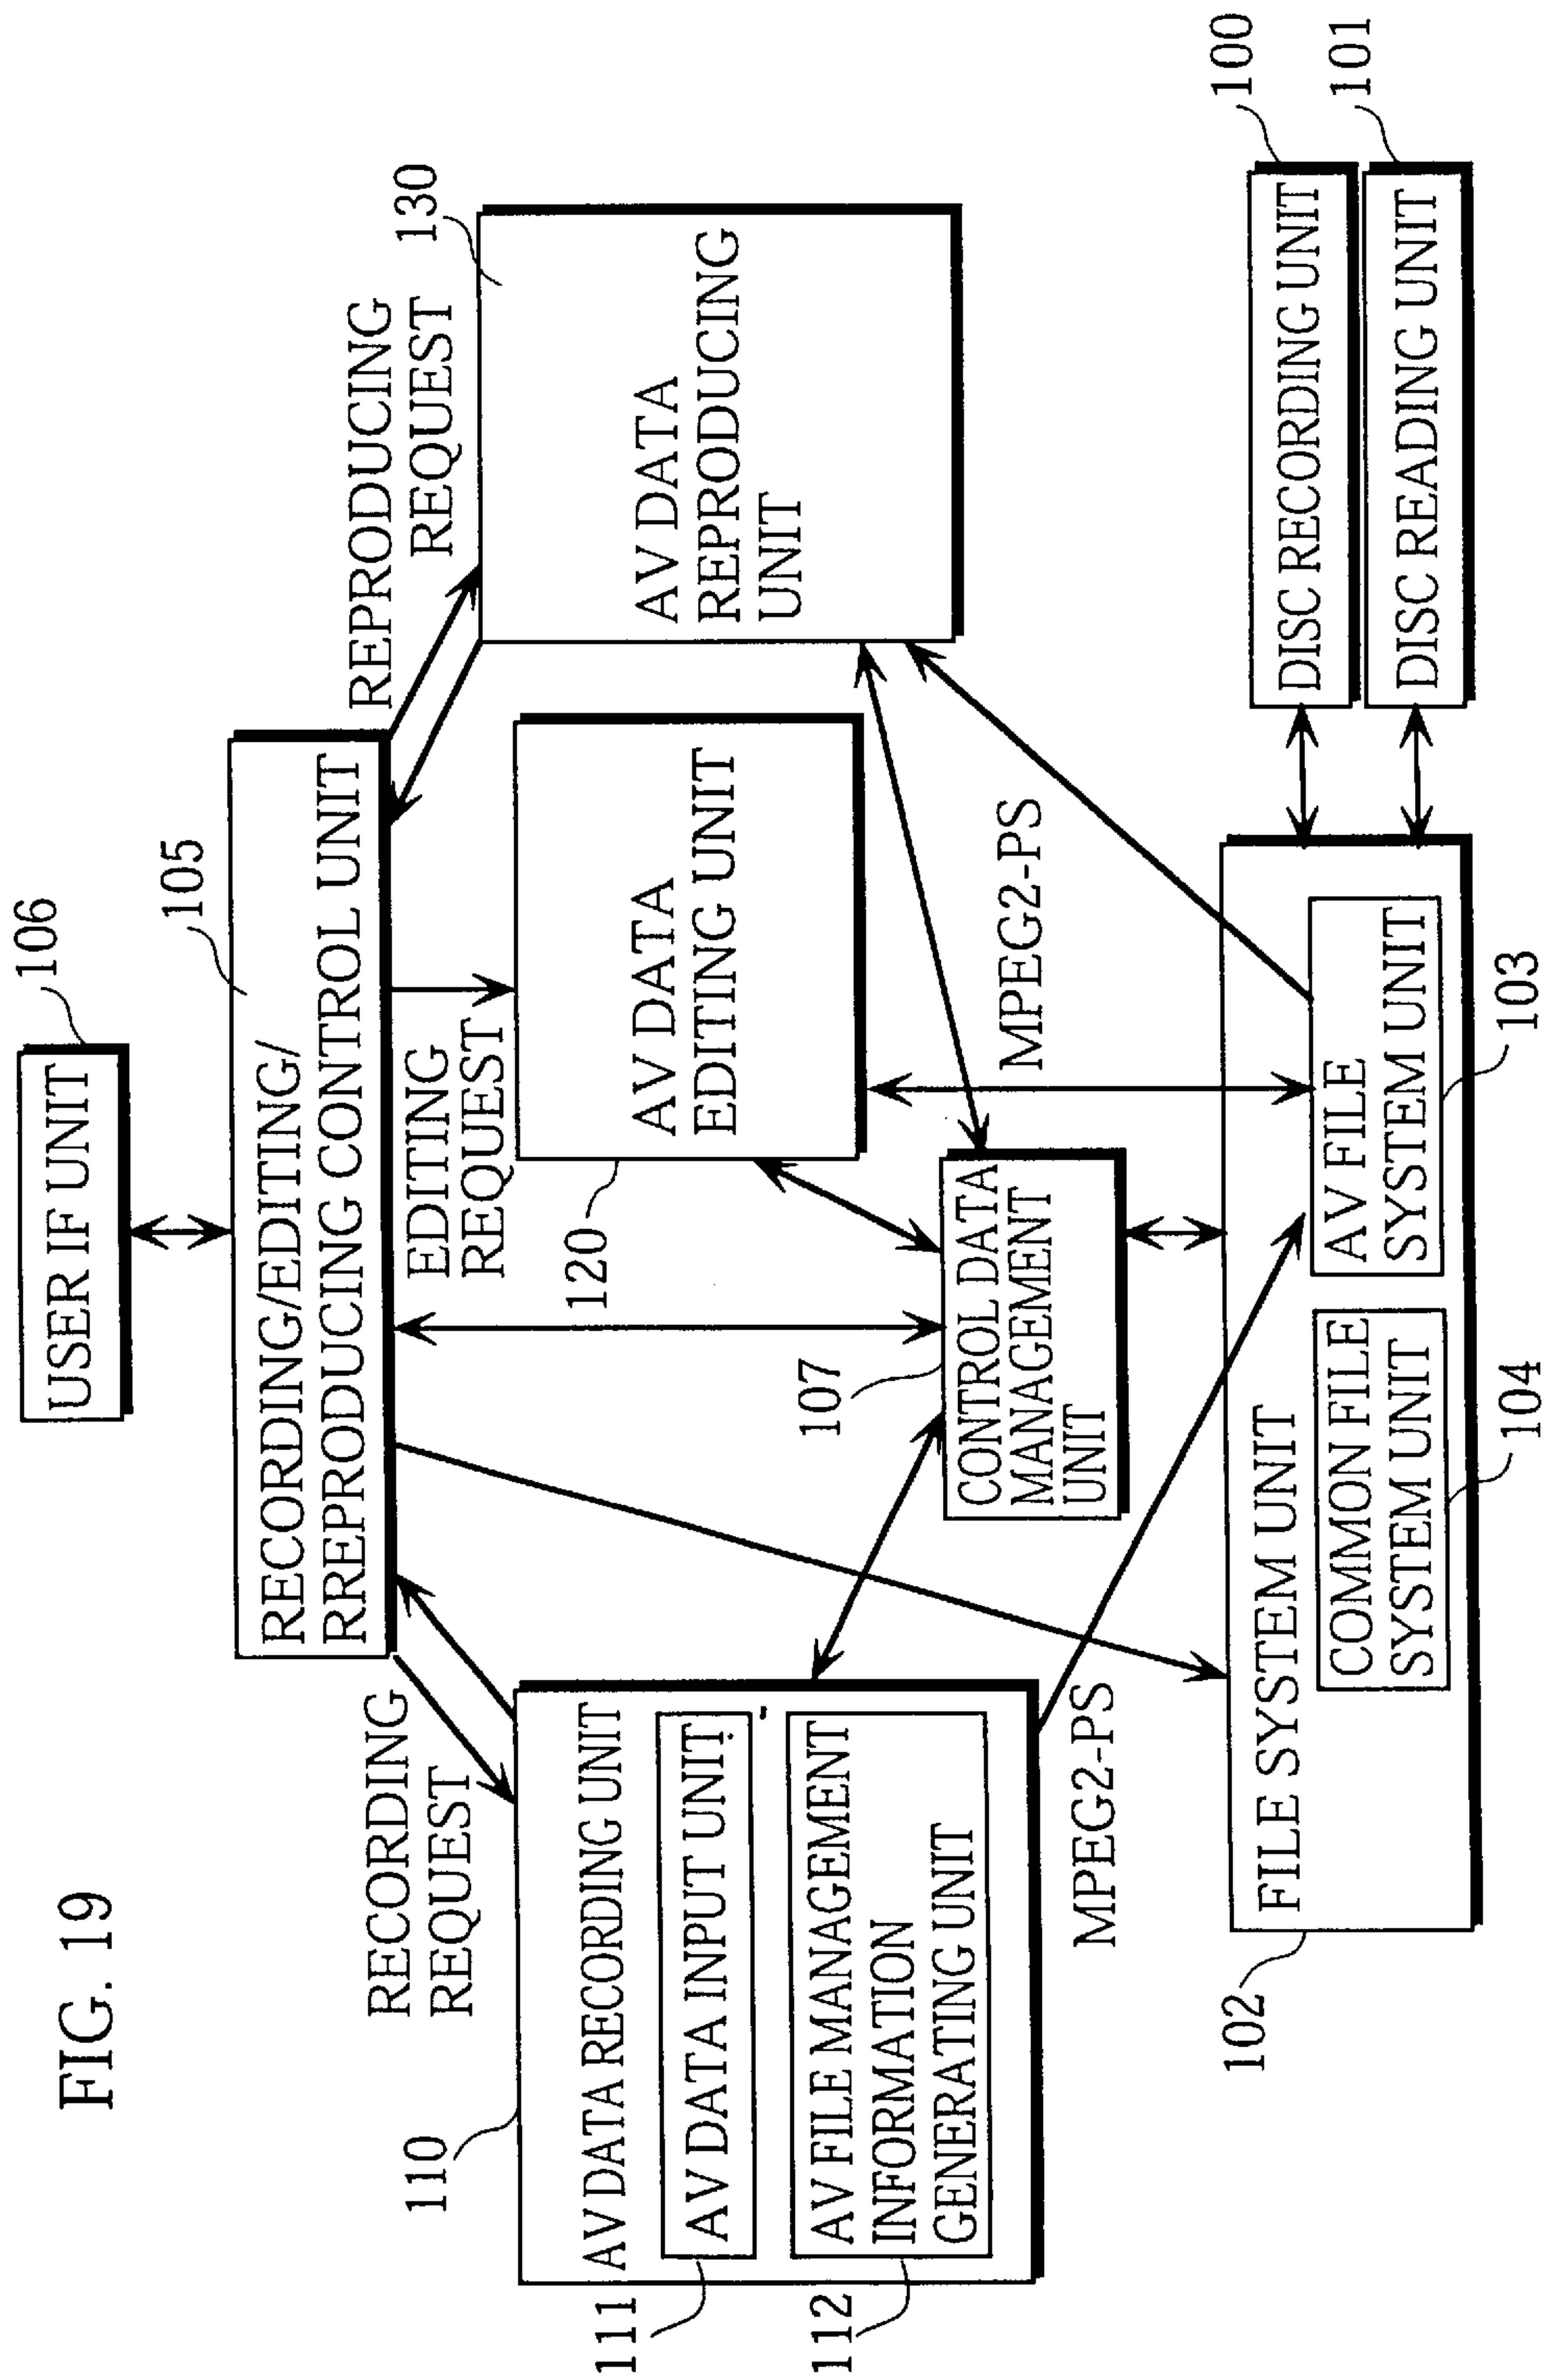 FIG. 19
USER IF UNIT
106
105
RECORDING/EDITING/
RREPRODUCING CONTROL UNIT
RECORDING
REQUEST
EDITING
REQUEST
REPRODUCING
REQUEST
110
AV DATA RECORDING UNIT
111
AV DATA INPUT UNIT
112
AV FILE MANAGEMENT
INFORMATION
GENERATING UNIT
120
AV DATA
EDITING UNIT
130
AV DATA
REPRODUCING
UNIT
107
CONTROL DATA
MANAGEMENT
UNIT
MPEG2-PS
MPEG2-PS
102
FILE SYSTEM UNIT
COMMON FILE
SYSTEM UNIT
104
AV FILE
SYSTEM UNIT
103
DISC RECORDING UNIT
100
DISC READING UNIT
101